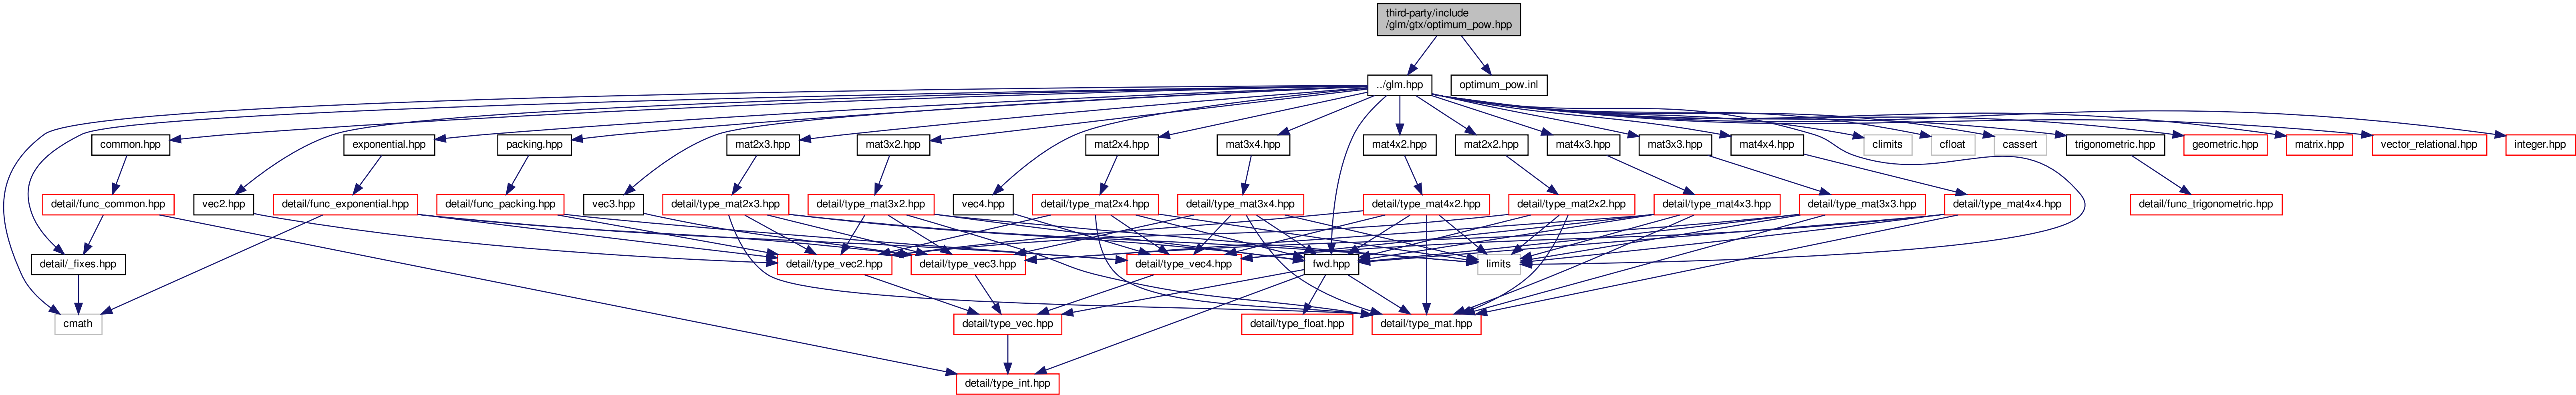 third-party/include
/glm/gtx/optimum_pow.hpp
../glm.hpp
optimum_pow.inl
common.hpp
exponential.hpp
packing.hpp
mat2x3.hpp
mat3x2.hpp
mat2x4.hpp
mat3x4.hpp
mat4x2.hpp
mat2x2.hpp
mat4x3.hpp
mat3x3.hpp
mat4x4.hpp
climits
cfloat
cassert
trigonometric.hpp
geometric.hpp
matrix.hpp
vector_relational.hpp
integer.hpp
detail/func_common.hpp
vec2.hpp
detail/func_exponential.hpp
detail/func_packing.hpp
vec3.hpp
detail/type_mat2x3.hpp
detail/type_mat3x2.hpp
vec4.hpp
detail/type_mat2x4.hpp
detail/type_mat3x4.hpp
detail/type_mat4x2.hpp
detail/type_mat2x2.hpp
detail/type_mat4x3.hpp
detail/type_mat3x3.hpp
detail/type_mat4x4.hpp
detail/func_trigonometric.hpp
detail/_fixes.hpp
detail/type_vec2.hpp
detail/type_vec3.hpp
detail/type_vec4.hpp
fwd.hpp
limits
cmath
detail/type_vec.hpp
detail/type_float.hpp
detail/type_mat.hpp
detail/type_int.hpp